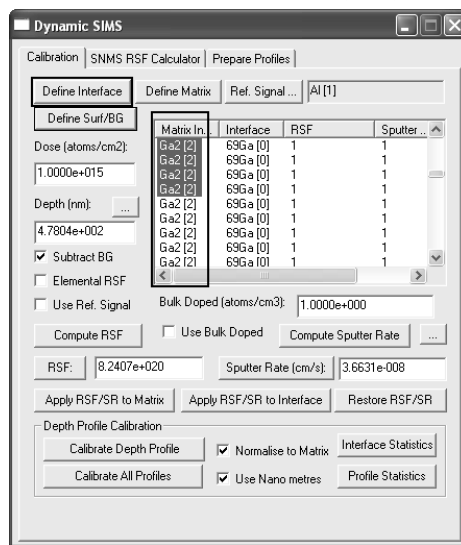 Dynamic SIMS
Calibration SNMS RSF Calculator Prepare Profiles
Define Interface Define Matrix Ref. Signal ... Al [1]
Define Surf/BG
Matrix In... Interface RSF Sputter ..
Dose (atoms/cm2):
Ga2 [2] 69Ga [0] 1 1
Ga2 [2] 69Ga [0] 1 1
1.0000e+015
Ga2 [2] 69Ga [0] 1 1
Ga2 [2] 69Ga [0] 1 1
Depth (nm): ...
Ga2 [2] 69Ga [0] 1 1
Ga2 [2] 69Ga [0] 1 1
4.7804e+002
Ga2 [2] 69Ga [0] 1 1
Ga2 [2] 69Ga [0] 1 1
Subtract BG
Ga2 [2] 69Ga [0] 1 1
Elemental RSF
Use Ref. Signal
Bulk Doped (atoms/cm3): 1.0000e+000
Compute RSF Use Bulk Doped Compute Sputter Rate ...
RSF: 8.2407e+020 Sputter Rate (cm/s): 3.6631e-008
Apply RSF/SR to Matrix Apply RSF/SR to Interface Restore RSF/SR
Depth Profile Calibration
Calibrate Depth Profile Normalise to Matrix Interface Statistics
Calibrate All Profiles Use Nano metres Profile Statistics